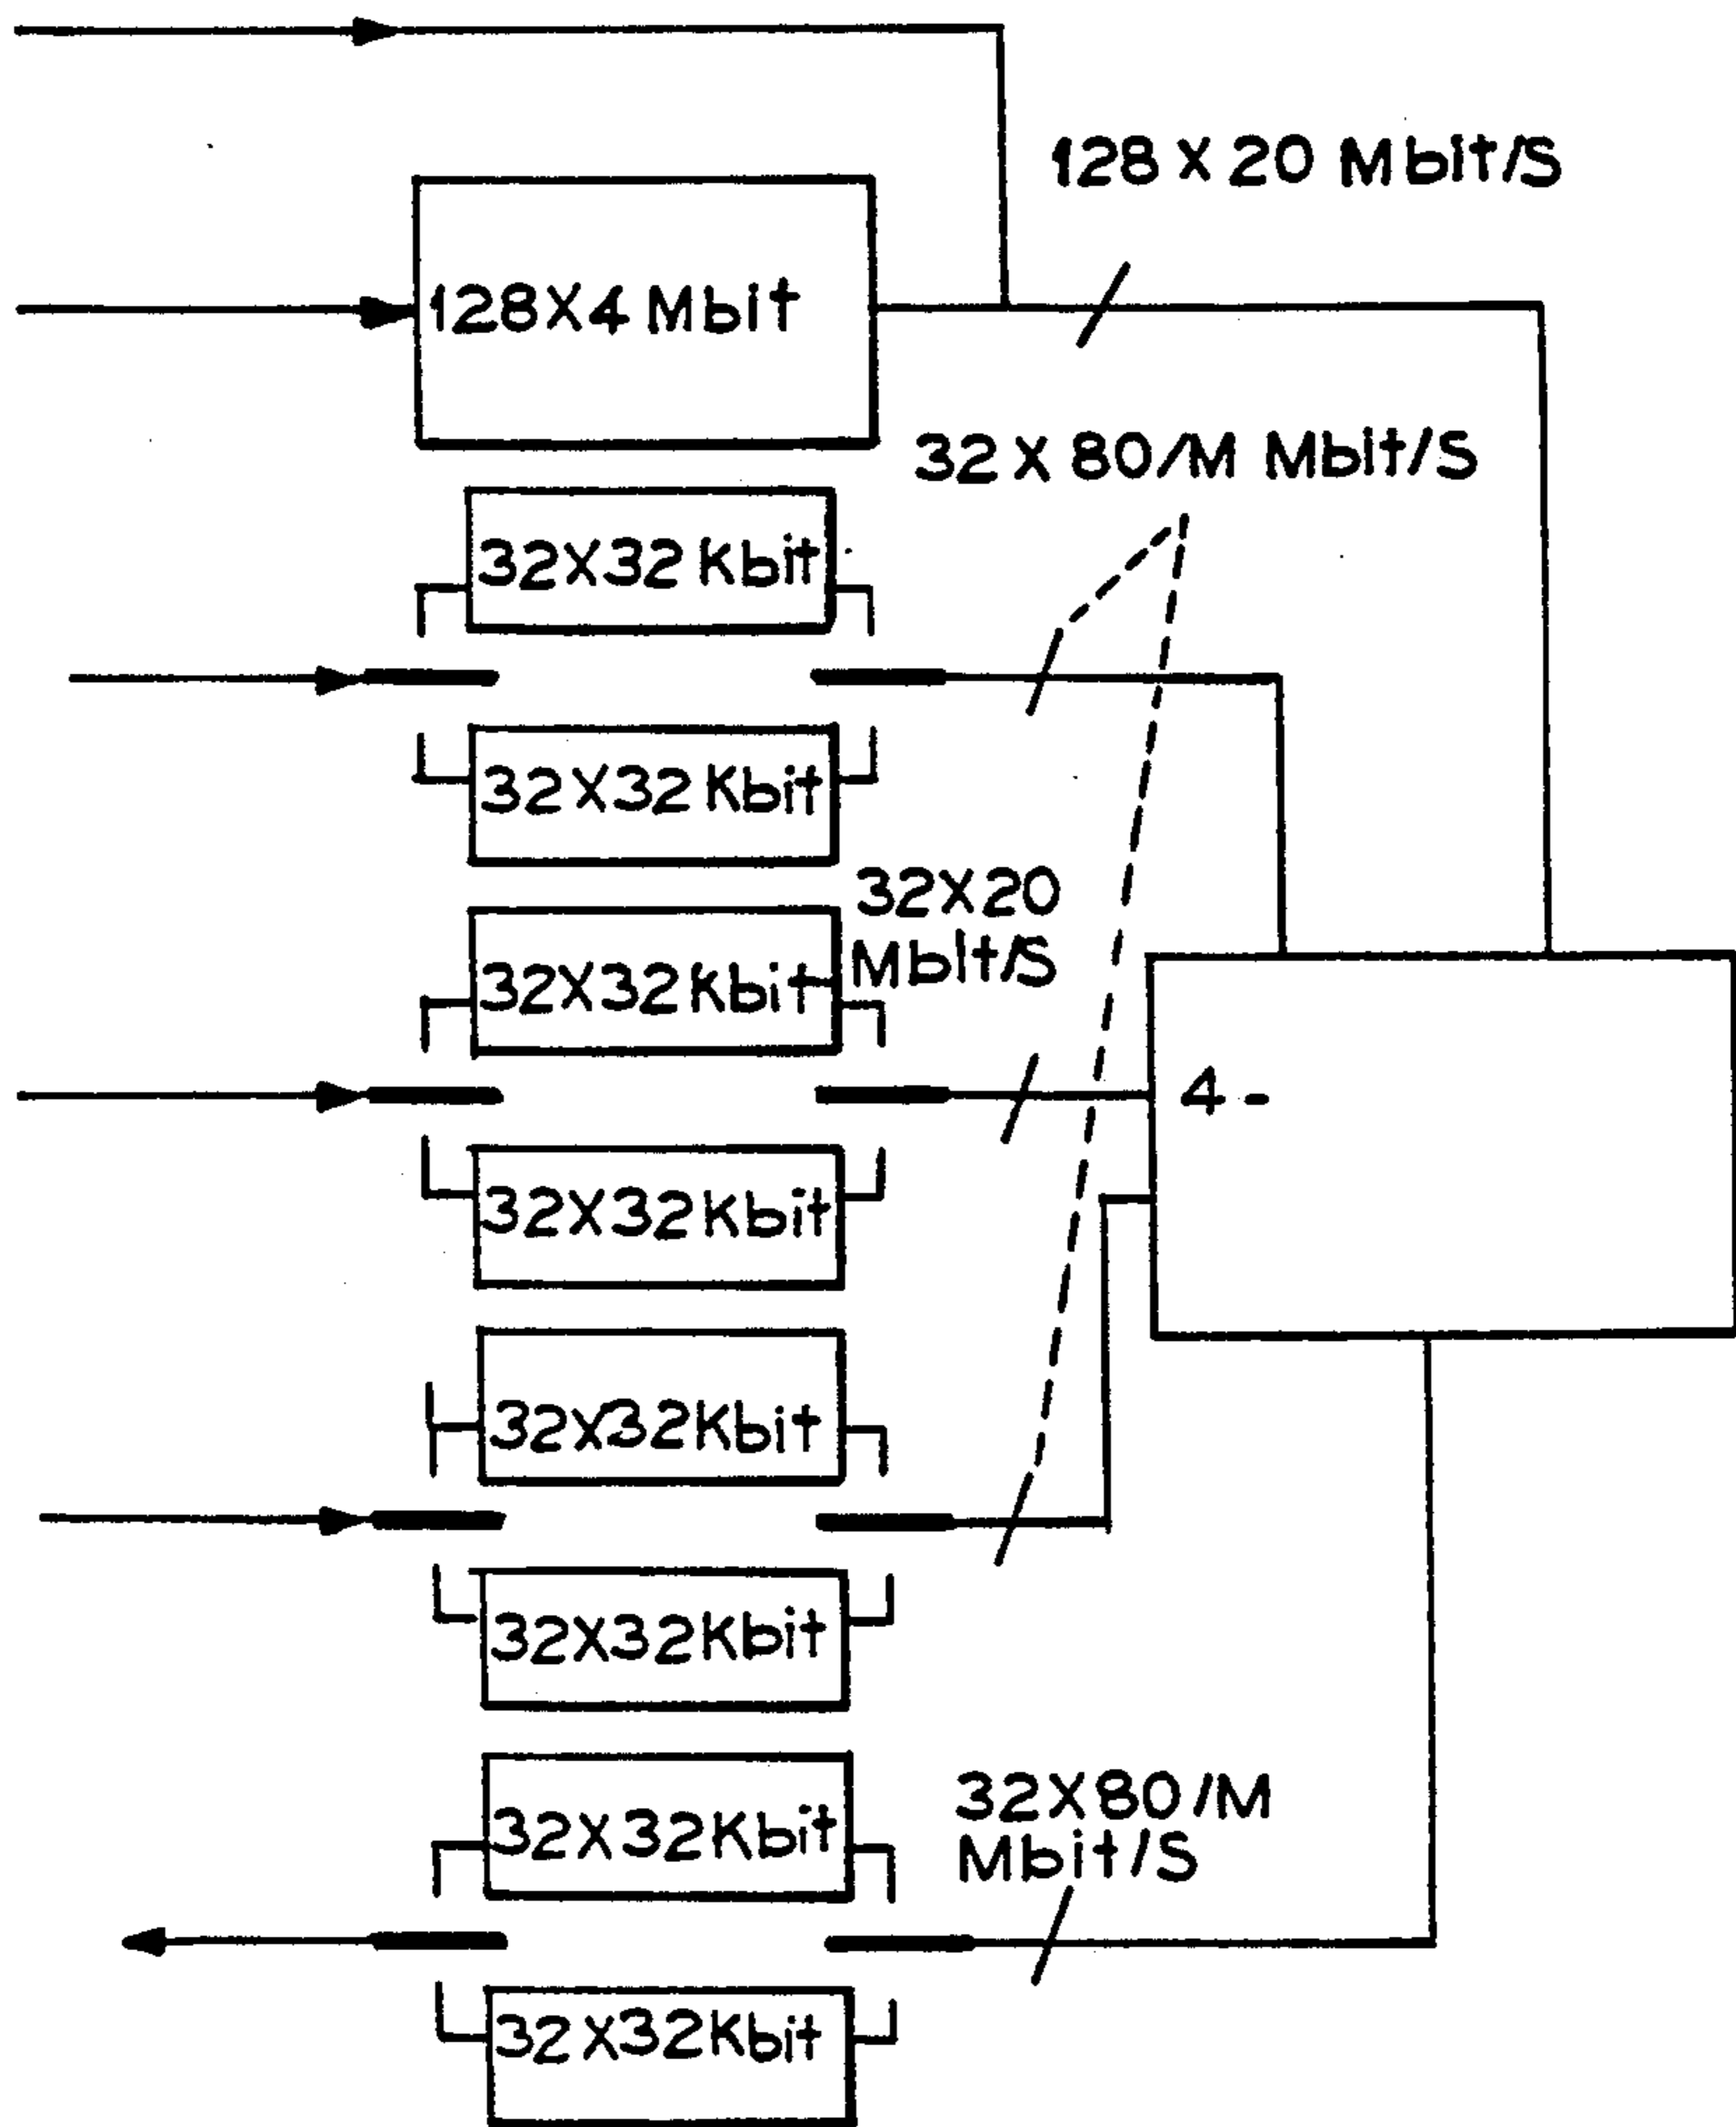 128 X 20 Mbit/S
128X4 Mbit
32 X 80/M Mbit/S
32X32 Kbit
32X32 Kbit
32X20
Mbit/S
32X32Kbit
4-
32X32Kbit
32X32Kbit
32X32Kbit
32X80/M
Mbit/S
32X32Kbit
32X32Kbit